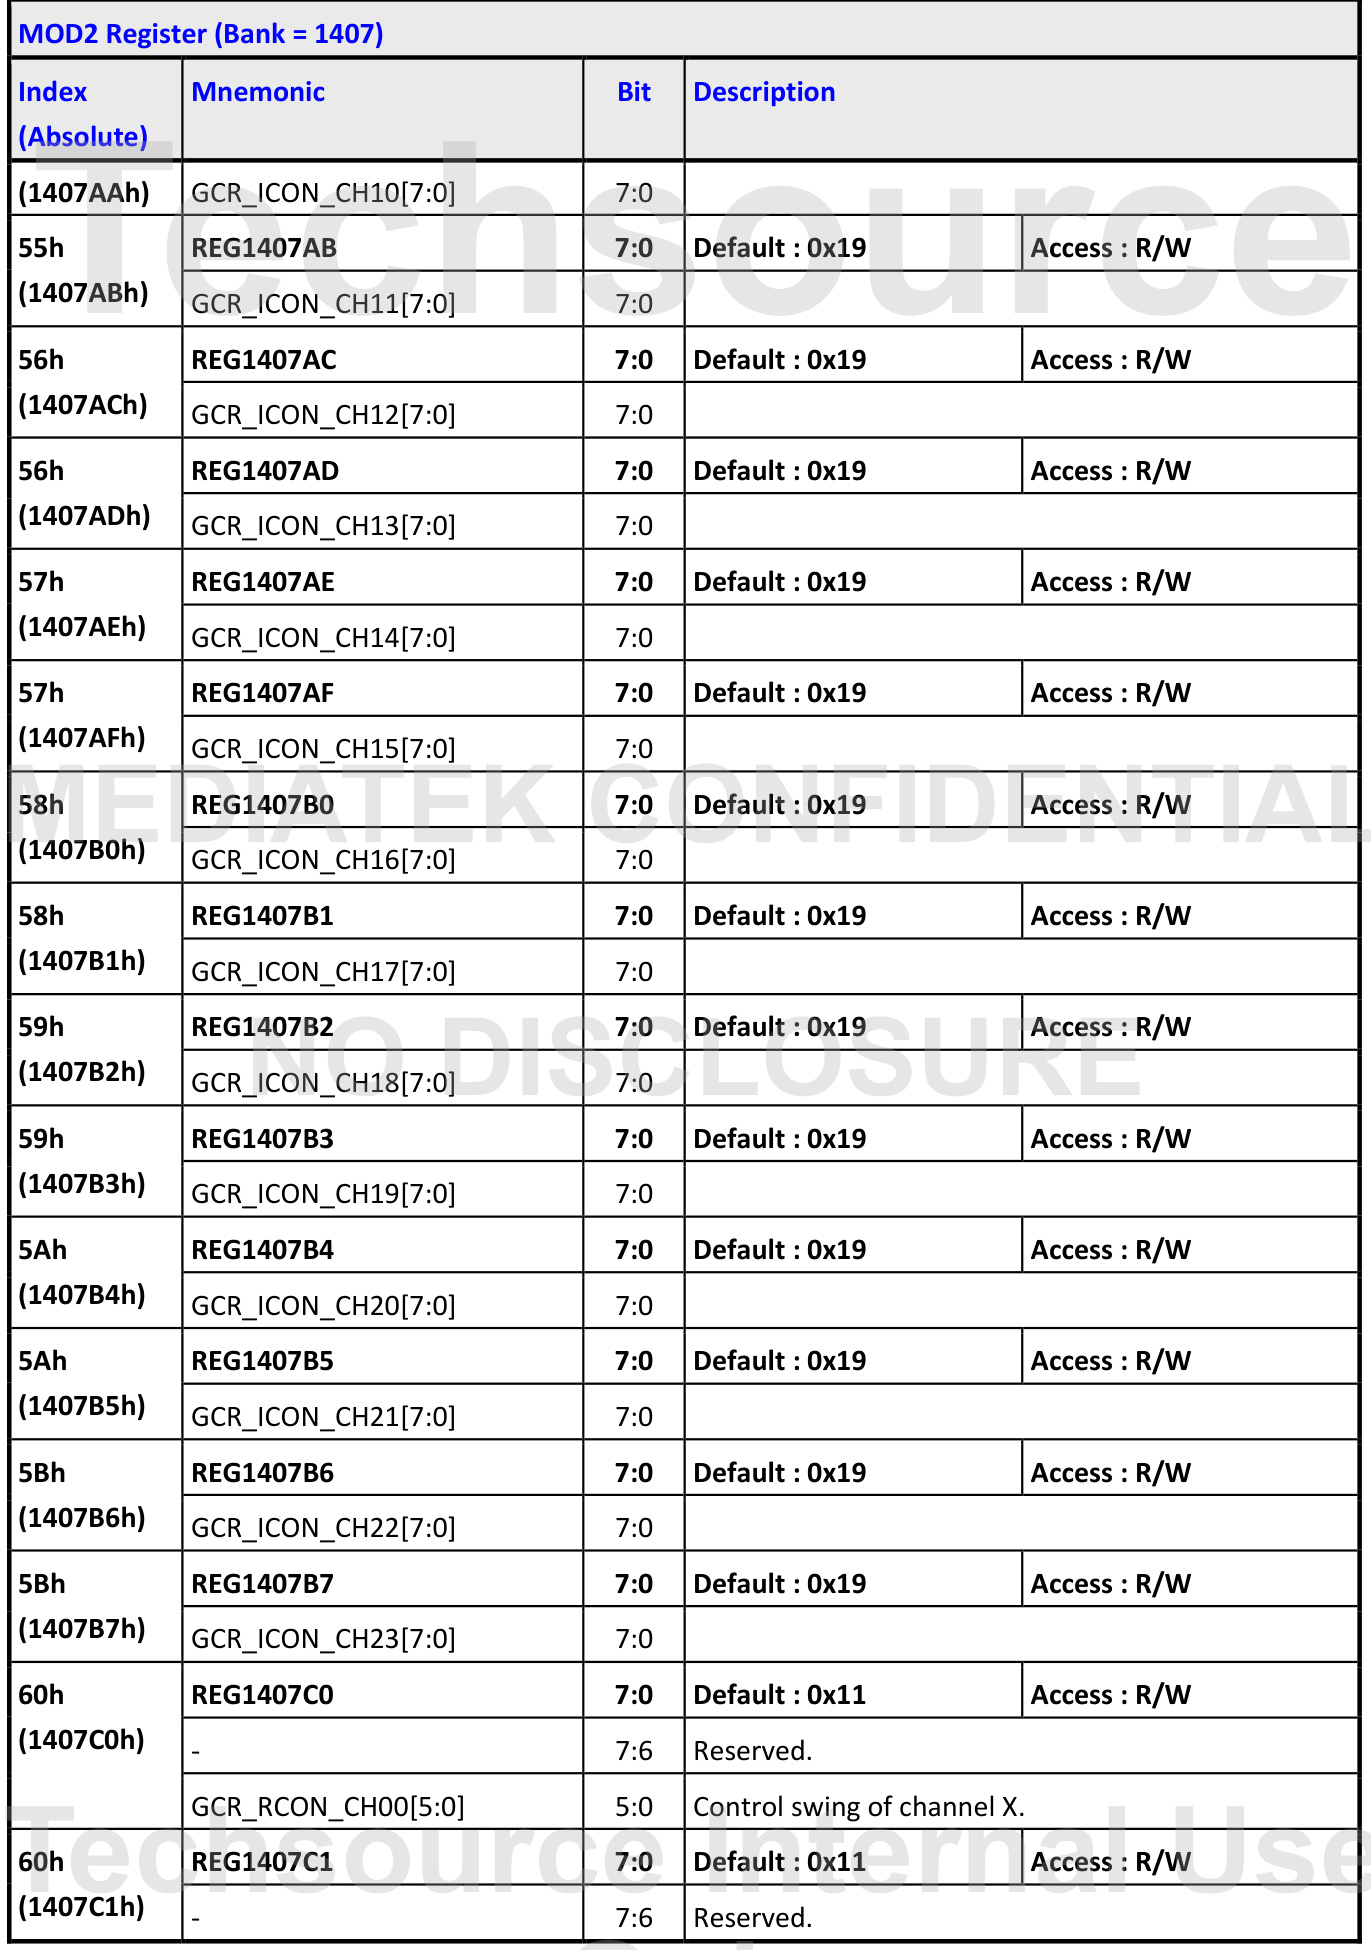 MOD2 Register (Bank = 1407)
Index (Absolute) Mnemonic Bit Description
(1407AAh) GCR_ICON_CH10[7:0] 7:0
55h (1407ABh) REG1407AB 7:0 Default : 0x19 Access : R/W
GCR_ICON_CH11[7:0] 7:0
56h (1407ACh) REG1407AC 7:0 Default : 0x19 Access : R/W
GCR_ICON_CH12[7:0] 7:0
56h (1407ADh) REG1407AD 7:0 Default : 0x19 Access : R/W
GCR_ICON_CH13[7:0] 7:0
57h (1407AEh) REG1407AE 7:0 Default : 0x19 Access : R/W
GCR_ICON_CH14[7:0] 7:0
57h (1407AFh) REG1407AF 7:0 Default : 0x19 Access : R/W
GCR_ICON_CH15[7:0] 7:0
58h (1407B0h) REG1407B0 7:0 Default : 0x19 Access : R/W
GCR_ICON_CH16[7:0] 7:0
58h (1407B1h) REG1407B1 7:0 Default : 0x19 Access : R/W
GCR_ICON_CH17[7:0] 7:0
59h (1407B2h) REG1407B2 7:0 Default : 0x19 Access : R/W
GCR_ICON_CH18[7:0] 7:0
59h (1407B3h) REG1407B3 7:0 Default : 0x19 Access : R/W
GCR_ICON_CH19[7:0] 7:0
5Ah (1407B4h) REG1407B4 7:0 Default : 0x19 Access : R/W
GCR_ICON_CH20[7:0] 7:0
5Ah (1407B5h) REG1407B5 7:0 Default : 0x19 Access : R/W
GCR_ICON_CH21[7:0] 7:0
5Bh (1407B6h) REG1407B6 7:0 Default : 0x19 Access : R/W
GCR_ICON_CH22[7:0] 7:0
5Bh (1407B7h) REG1407B7 7:0 Default : 0x19 Access : R/W
GCR_ICON_CH23[7:0] 7:0
60h (1407C0h) REG1407C0 7:0 Default : 0x11 Access : R/W
- 7:6 Reserved.
GCR_RCON_CH00[5:0] 5:0 Control swing of channel X.
60h (1407C1h) REG1407C1 7:0 Default : 0x11 Access : R/W
- 7:6 Reserved.
Techsource
MEDIATEK CONFIDENTIAL
NO DISCLOSURE
Techsource Internal Use